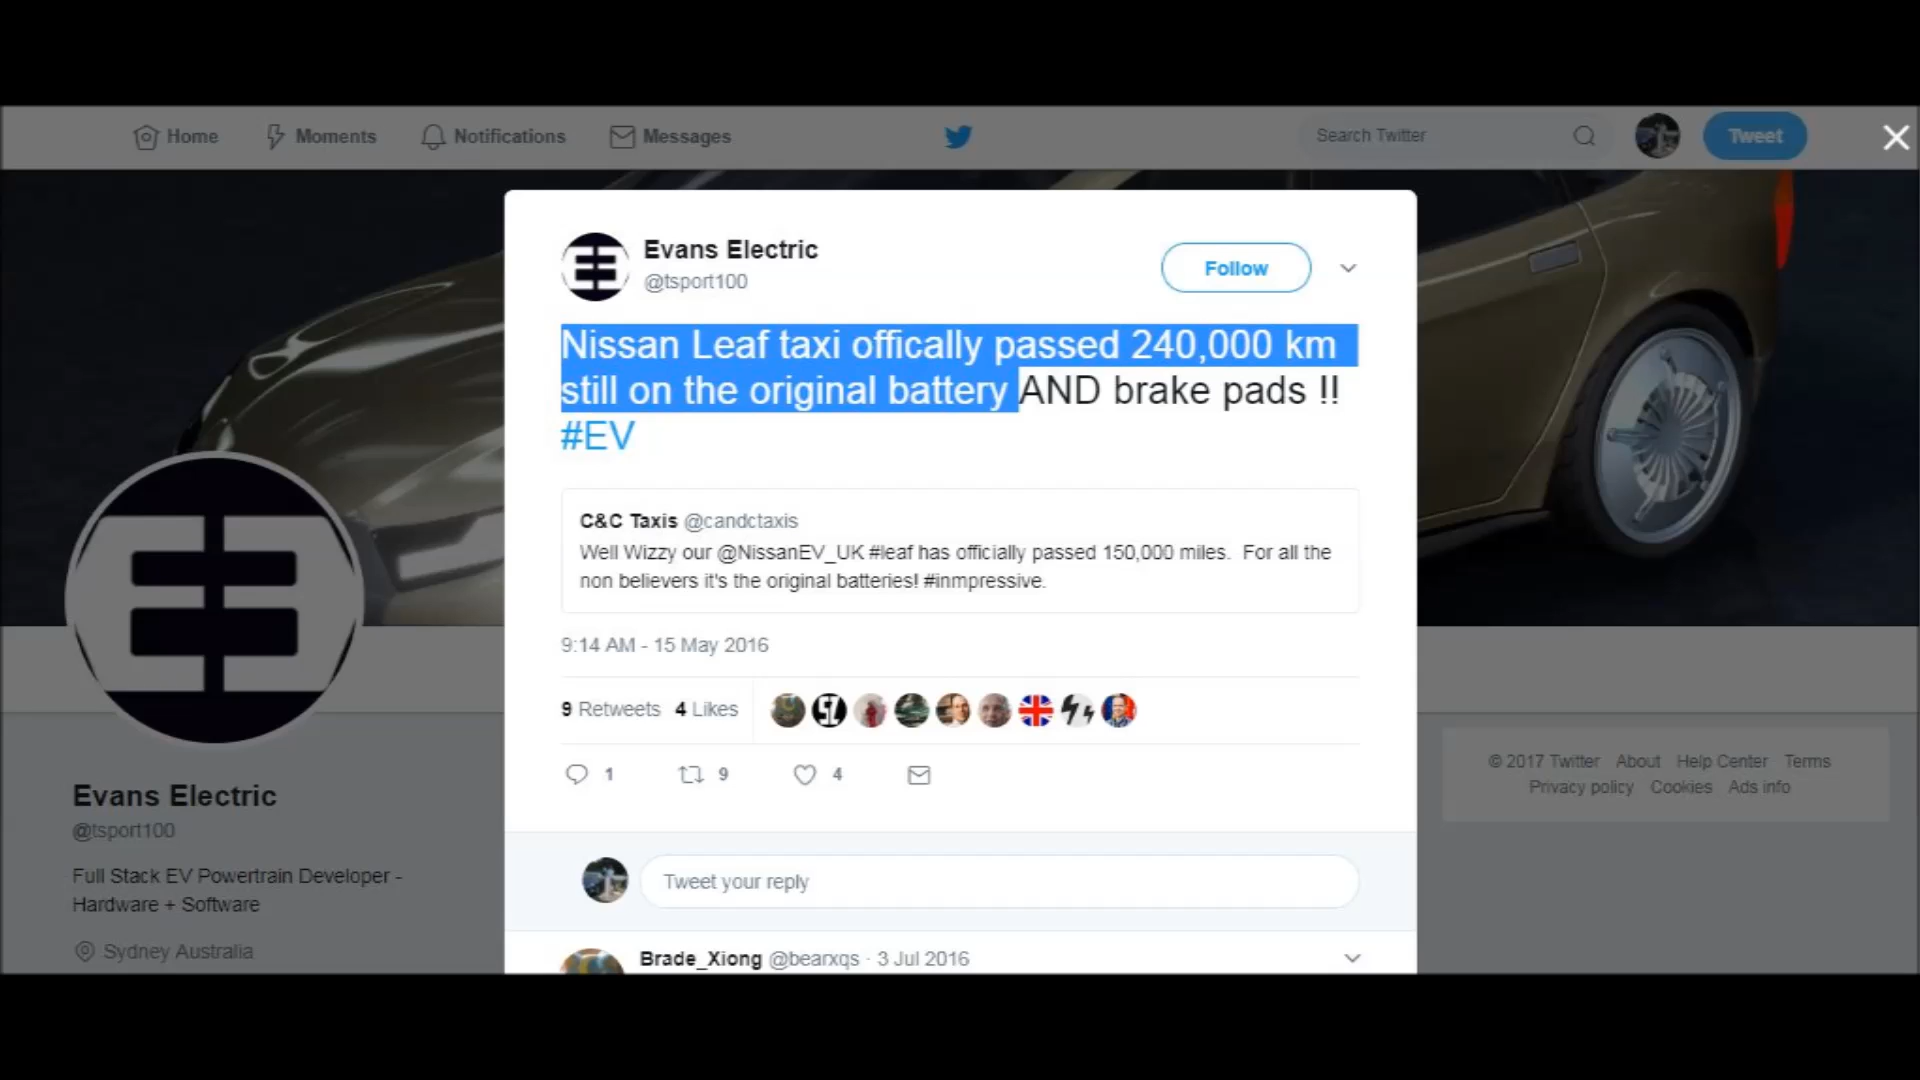 Home Moments Notifications Messages Search Twitter Tweet
Evans Electric
@tsport100
Follow
Nissan Leaf taxi offically passed 240,000 km
still on the original battery AND brake pads !!
#EV
C&C Taxis @candctaxis
Well Wizzy our @NissanEV_UK #leaf has officially passed 150,000 miles. For all the
non believers it's the original batteries! #inmpressive.
9:14 AM - 15 May 2016
9 Retweets 4 Likes
1 9 4
Tweet your reply
Brade_Xiong @bearxqs · 3 Jul 2016
Evans Electric
@tsport100
Full Stack EV Powertrain Developer -
Hardware + Software
Sydney Australia
© 2017 Twitter About Help Center Terms
Privacy policy Cookies Ads info